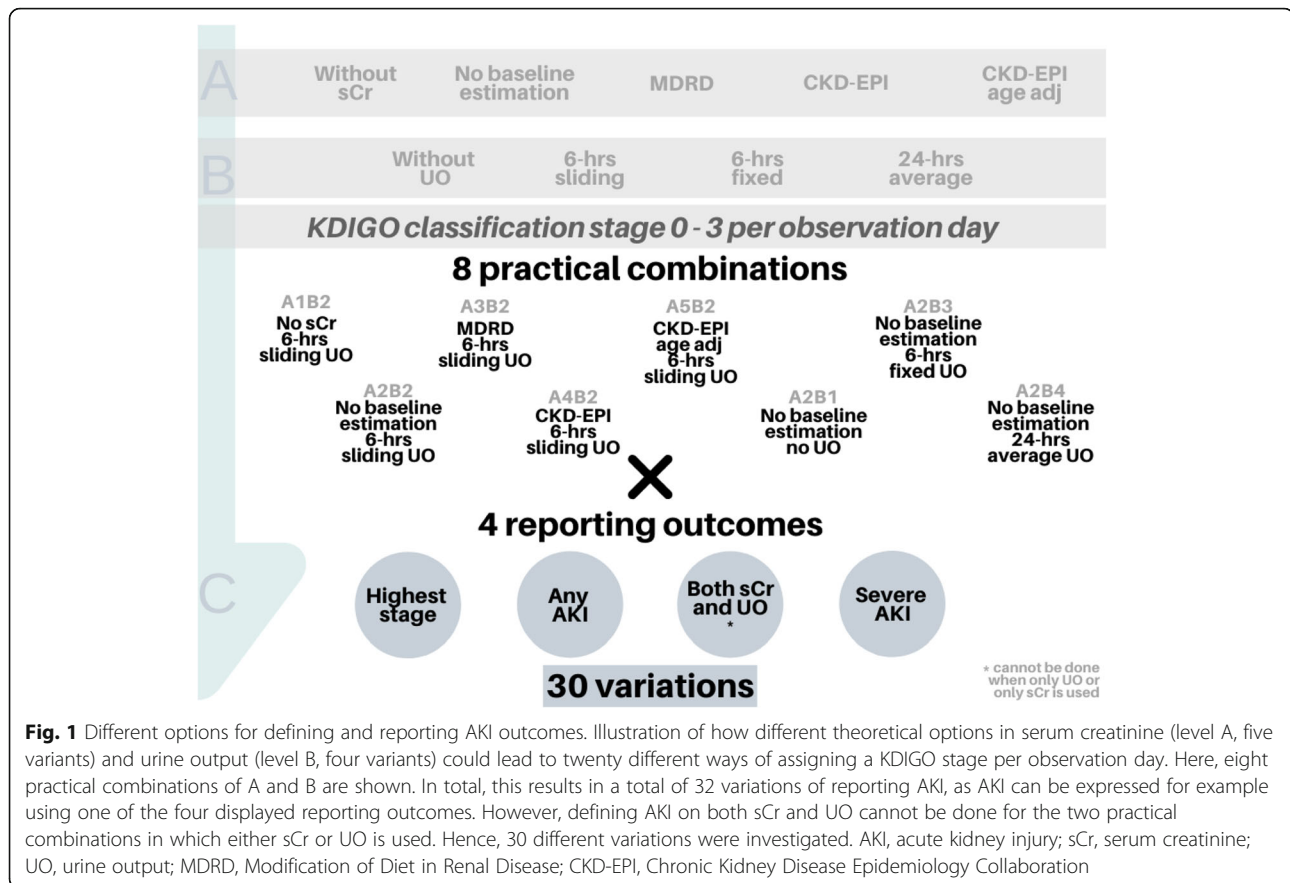 A
Without
sCr
No baseline
estimation
MDRD
CKD-EPI
CKD-EPI
age adj
B
Without
UO
6-hrs
sliding
6-hrs
fixed
24-hrs
average
KDIGO classification stage 0 - 3 per observation day
8 practical combinations
A1B2
No sCr
6-hrs
sliding UO
A3B2
MDRD
6-hrs
sliding UO
A5B2
CKD-EPI
age adj
6-hrs
sliding UO
A2B3
No baseline
estimation
6-hrs
fixed UO
A2B2
No baseline
estimation
6-hrs
sliding UO
A4B2
CKD-EPI
6-hrs
sliding UO
A2B1
No baseline
estimation
no UO
A2B4
No baseline
estimation
24-hrs
average UO
×
4 reporting outcomes
C
Highest
stage
Any
AKI
Both sCr
and UO
*
Severe
AKI
30 variations
* cannot be done
when only UO or
only sCr is used
Fig. 1 Different options for defining and reporting AKI outcomes. Illustration of how different theoretical options in serum creatinine (level A, five
variants) and urine output (level B, four variants) could lead to twenty different ways of assigning a KDIGO stage per observation day. Here, eight
practical combinations of A and B are shown. In total, this results in a total of 32 variations of reporting AKI, as AKI can be expressed for example
using one of the four displayed reporting outcomes. However, defining AKI on both sCr and UO cannot be done for the two practical
combinations in which either sCr or UO is used. Hence, 30 different variations were investigated. AKI, acute kidney injury; sCr, serum creatinine;
UO, urine output; MDRD, Modification of Diet in Renal Disease; CKD-EPI, Chronic Kidney Disease Epidemiology Collaboration